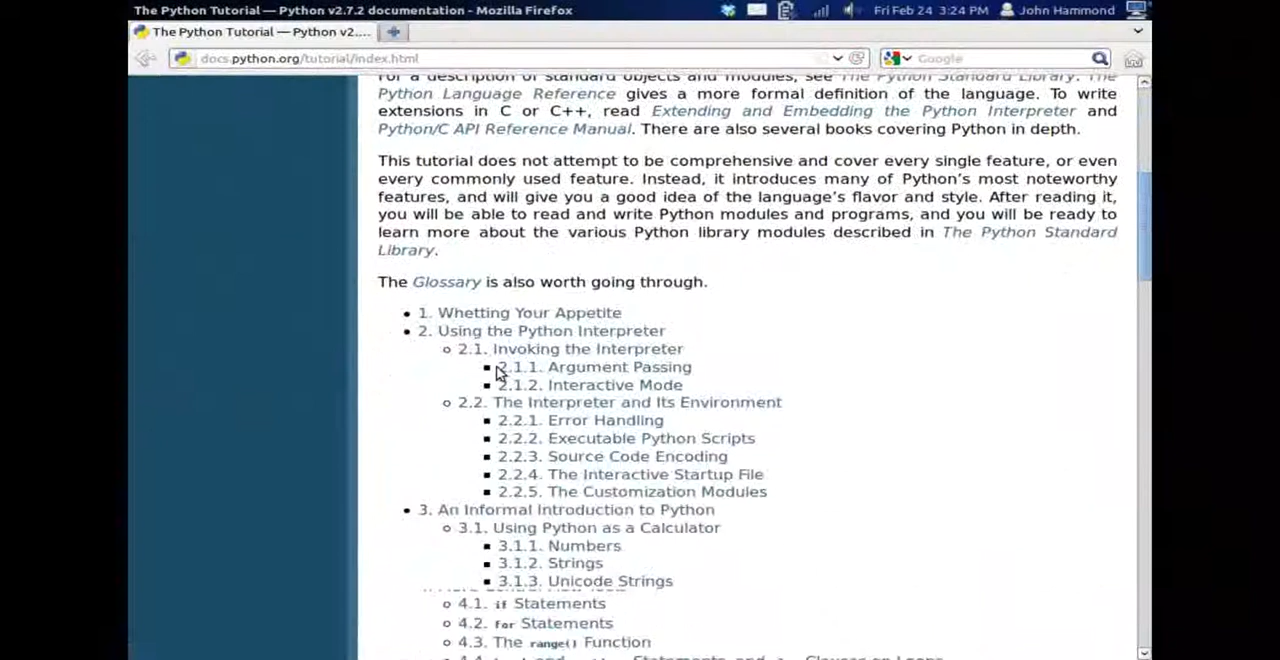 The Python Tutorial — Python v2.7.2 documentation - Mozilla Firefox
Fri Feb 24 3:24 PM John Hammond
The Python Tutorial — Python v2....
docs.python.org/tutorial/index.html
Google
For a description of standard objects and modules, see The Python Standard Library. The
Python Language Reference gives a more formal definition of the language. To write
extensions in C or C++, read Extending and Embedding the Python Interpreter and
Python/C API Reference Manual. There are also several books covering Python in depth.
This tutorial does not attempt to be comprehensive and cover every single feature, or even
every commonly used feature. Instead, it introduces many of Python's most noteworthy
features, and will give you a good idea of the language's flavor and style. After reading it,
you will be able to read and write Python modules and programs, and you will be ready to
learn more about the various Python library modules described in The Python Standard
Library.
The Glossary is also worth going through.
1. Whetting Your Appetite
2. Using the Python Interpreter
2.1. Invoking the Interpreter
2.1.1. Argument Passing
2.1.2. Interactive Mode
2.2. The Interpreter and Its Environment
2.2.1. Error Handling
2.2.2. Executable Python Scripts
2.2.3. Source Code Encoding
2.2.4. The Interactive Startup File
2.2.5. The Customization Modules
3. An Informal Introduction to Python
3.1. Using Python as a Calculator
3.1.1. Numbers
3.1.2. Strings
3.1.3. Unicode Strings
4.1. if Statements
4.2. for Statements
4.3. The range() Function